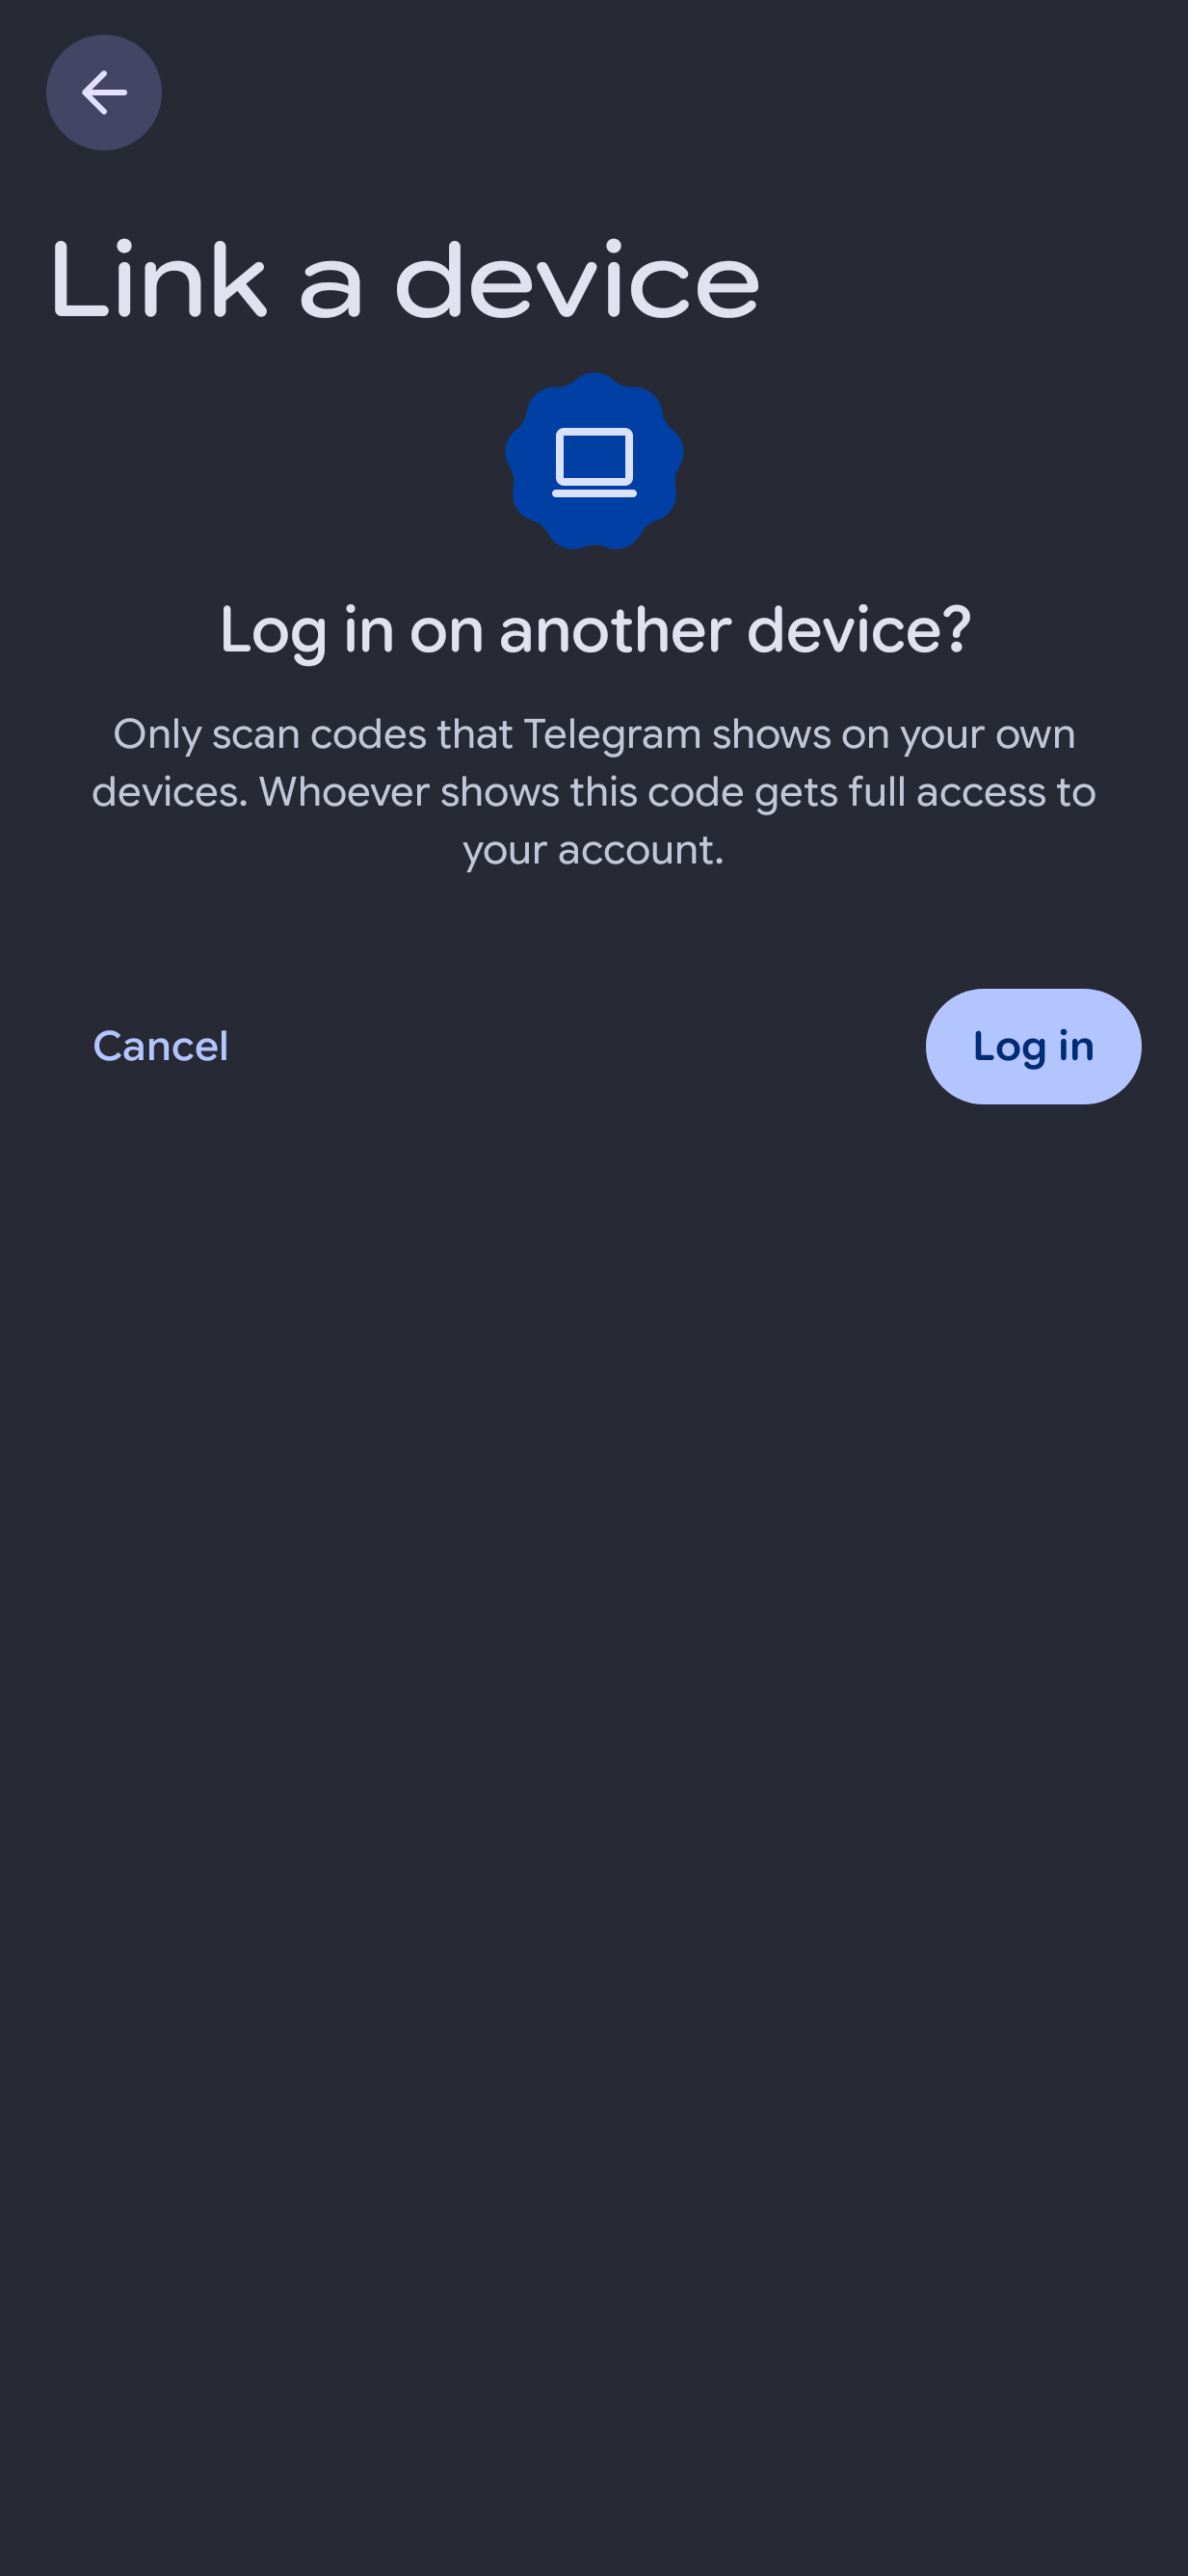 Link a device
Log in on another device?
Only scan codes that Telegram shows on your own
devices. Whoever shows this code gets full access to
your account.
Cancel
Log in